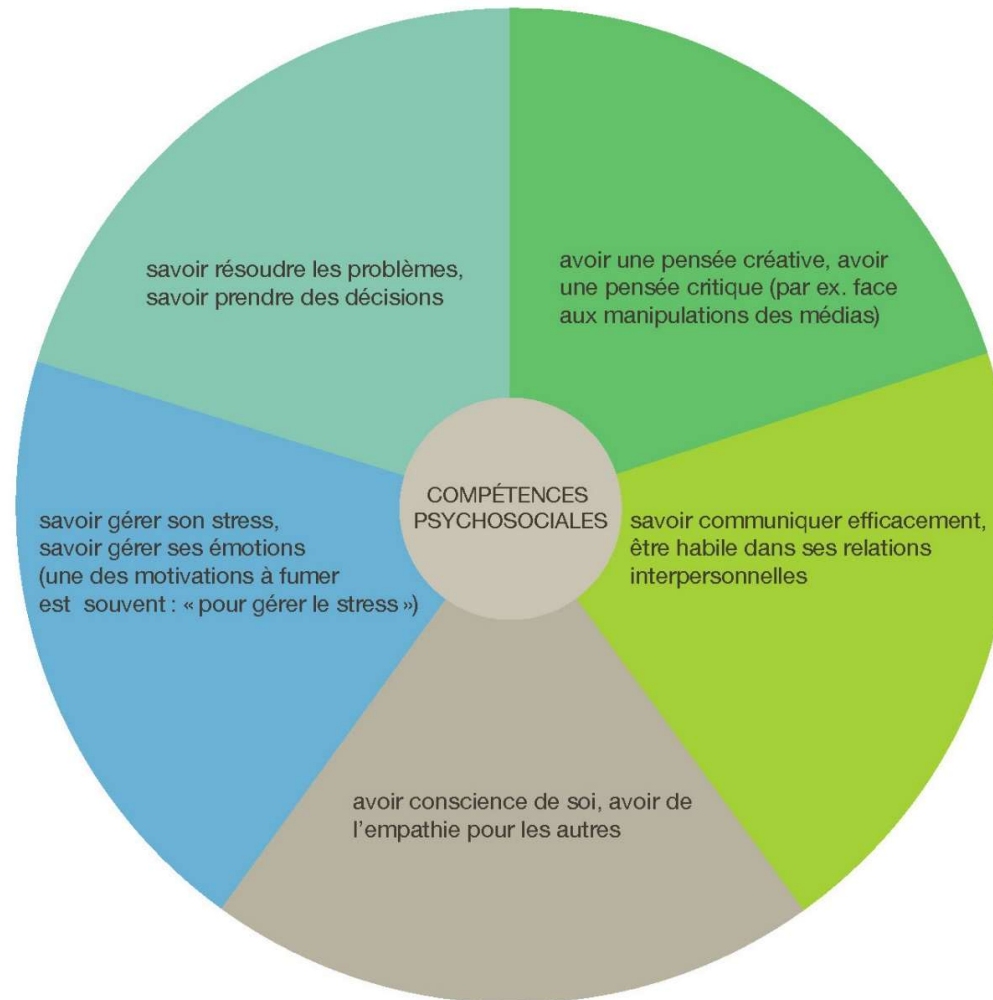 savoir résoudre les problèmes,
savoir prendre des décisions
avoir une pensée créative, avoir
une pensée critique (par ex. face
aux manipulations des médias)
COMPÉTENCES
PSYCHOSOCIALES
savoir gérer son stress,
savoir gérer ses émotions
(une des motivations à fumer
est souvent : « pour gérer le stress »)
savoir communiquer efficacement,
être habile dans ses relations
interpersonnelles
avoir conscience de soi, avoir de
l’empathie pour les autres